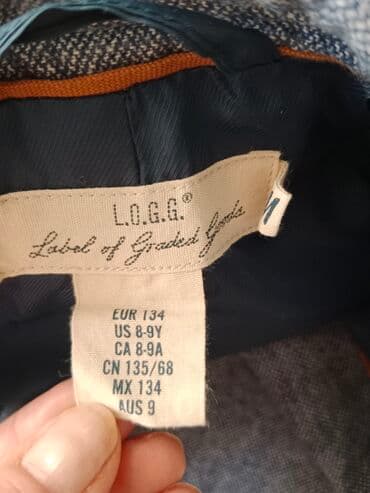 L.O.G.G.®
Label of Graded Goods
EUR 134
US 8-9Y
CA 8-9A
CN 135/68
MX 134
AUS 9